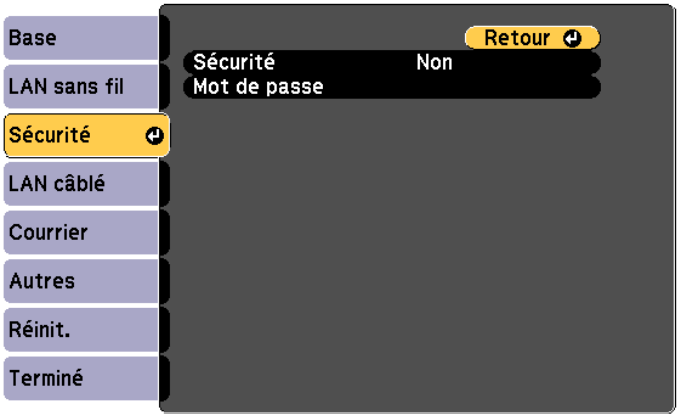 Base
LAN sans fil
Sécurité
LAN câblé
Courrier
Autres
Réinit.
Terminé
Retour
Sécurité Non
Mot de passe